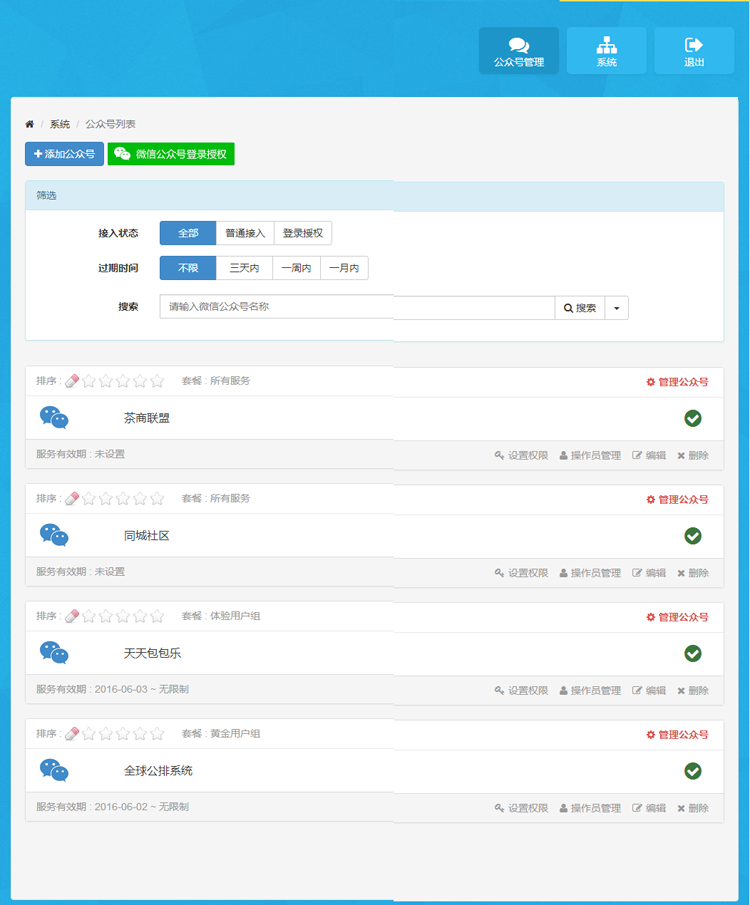 公众号管理 系统 退出
系统 / 公众号列表
添加公众号 微信公众号登录授权
筛选
接入状态 全部 普通接入 登录授权
过期时间 不限 三天内 一周内 一月内
搜索 请输入微信公众号名称 搜索
排序 : 套餐 : 所有服务 管理公众号
茶商联盟
服务有效期 : 未设置 设置权限 操作员管理 编辑 删除
排序 : 套餐 : 所有服务 管理公众号
同城社区
服务有效期 : 未设置 设置权限 操作员管理 编辑 删除
排序 : 套餐 : 体验用户组 管理公众号
天天包包乐
服务有效期 : 2016-06-03 ~ 无限制 设置权限 操作员管理 编辑 删除
排序 : 套餐 : 黄金用户组 管理公众号
全球公排系统
服务有效期 : 2016-06-02 ~ 无限制 设置权限 操作员管理 编辑 删除